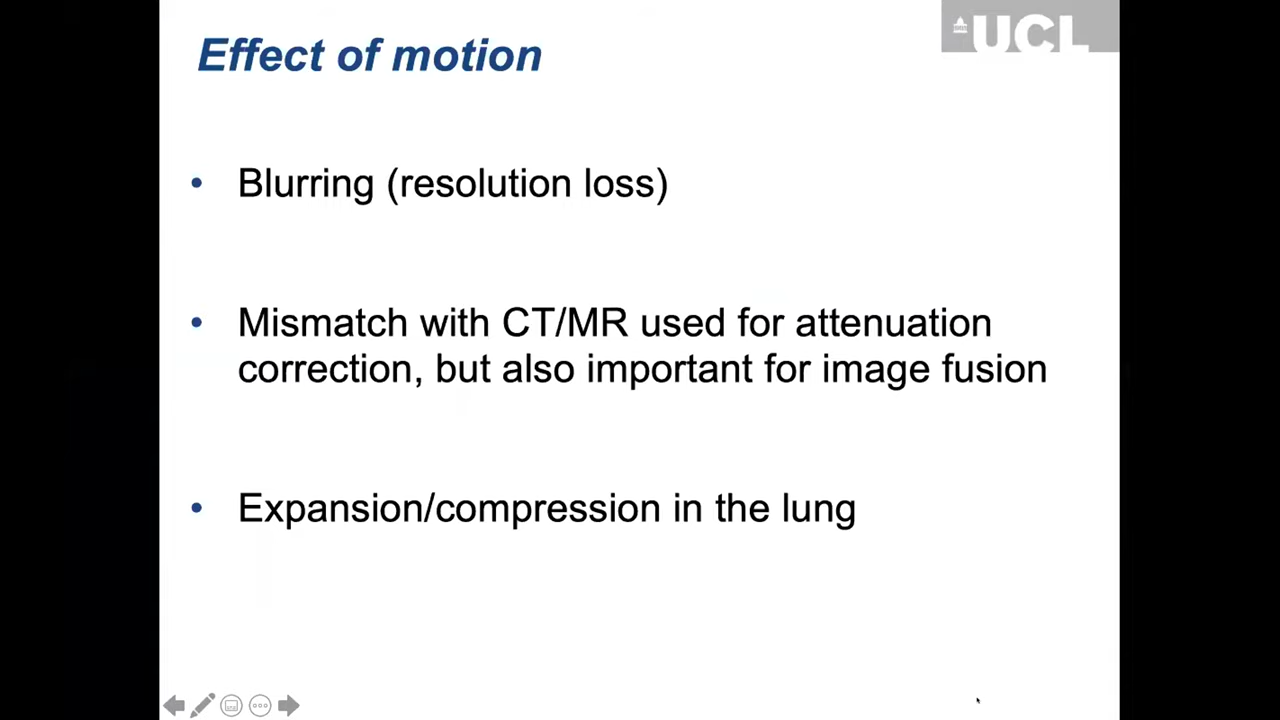 Effect of motion
UCL
• Blurring (resolution loss)
• Mismatch with CT/MR used for attenuation
correction, but also important for image fusion
• Expansion/compression in the lung